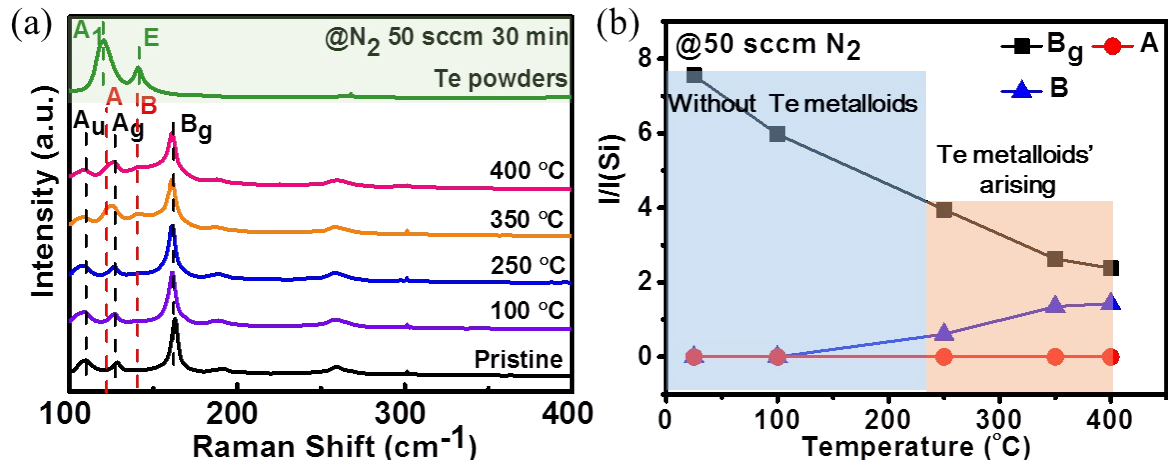 (a)
A1 E @N2 50 sccm 30 min
Te powders
A B
Au Ag Bg
400 °C
350 °C
250 °C
100 °C
Pristine
Intensity (a.u.)
100 200 300 400
Raman Shift (cm-1)
(b)
@50 sccm N2
Bg A
B
Without Te metalloids
Te metalloids'
arising
I/I(Si)
8
6
4
2
0
0 100 200 300 400
Temperature (°C)